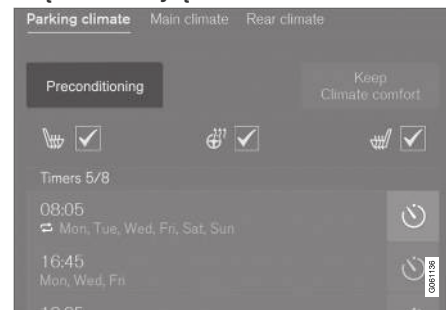 Parking climate Main climate Rear climate
Preconditioning
Keep
Climate comfort
Timers 5/8
08:05
Mon, Tue, Wed, Fri, Sat, Sun
16:45
Mon, Wed, Fri
G061136